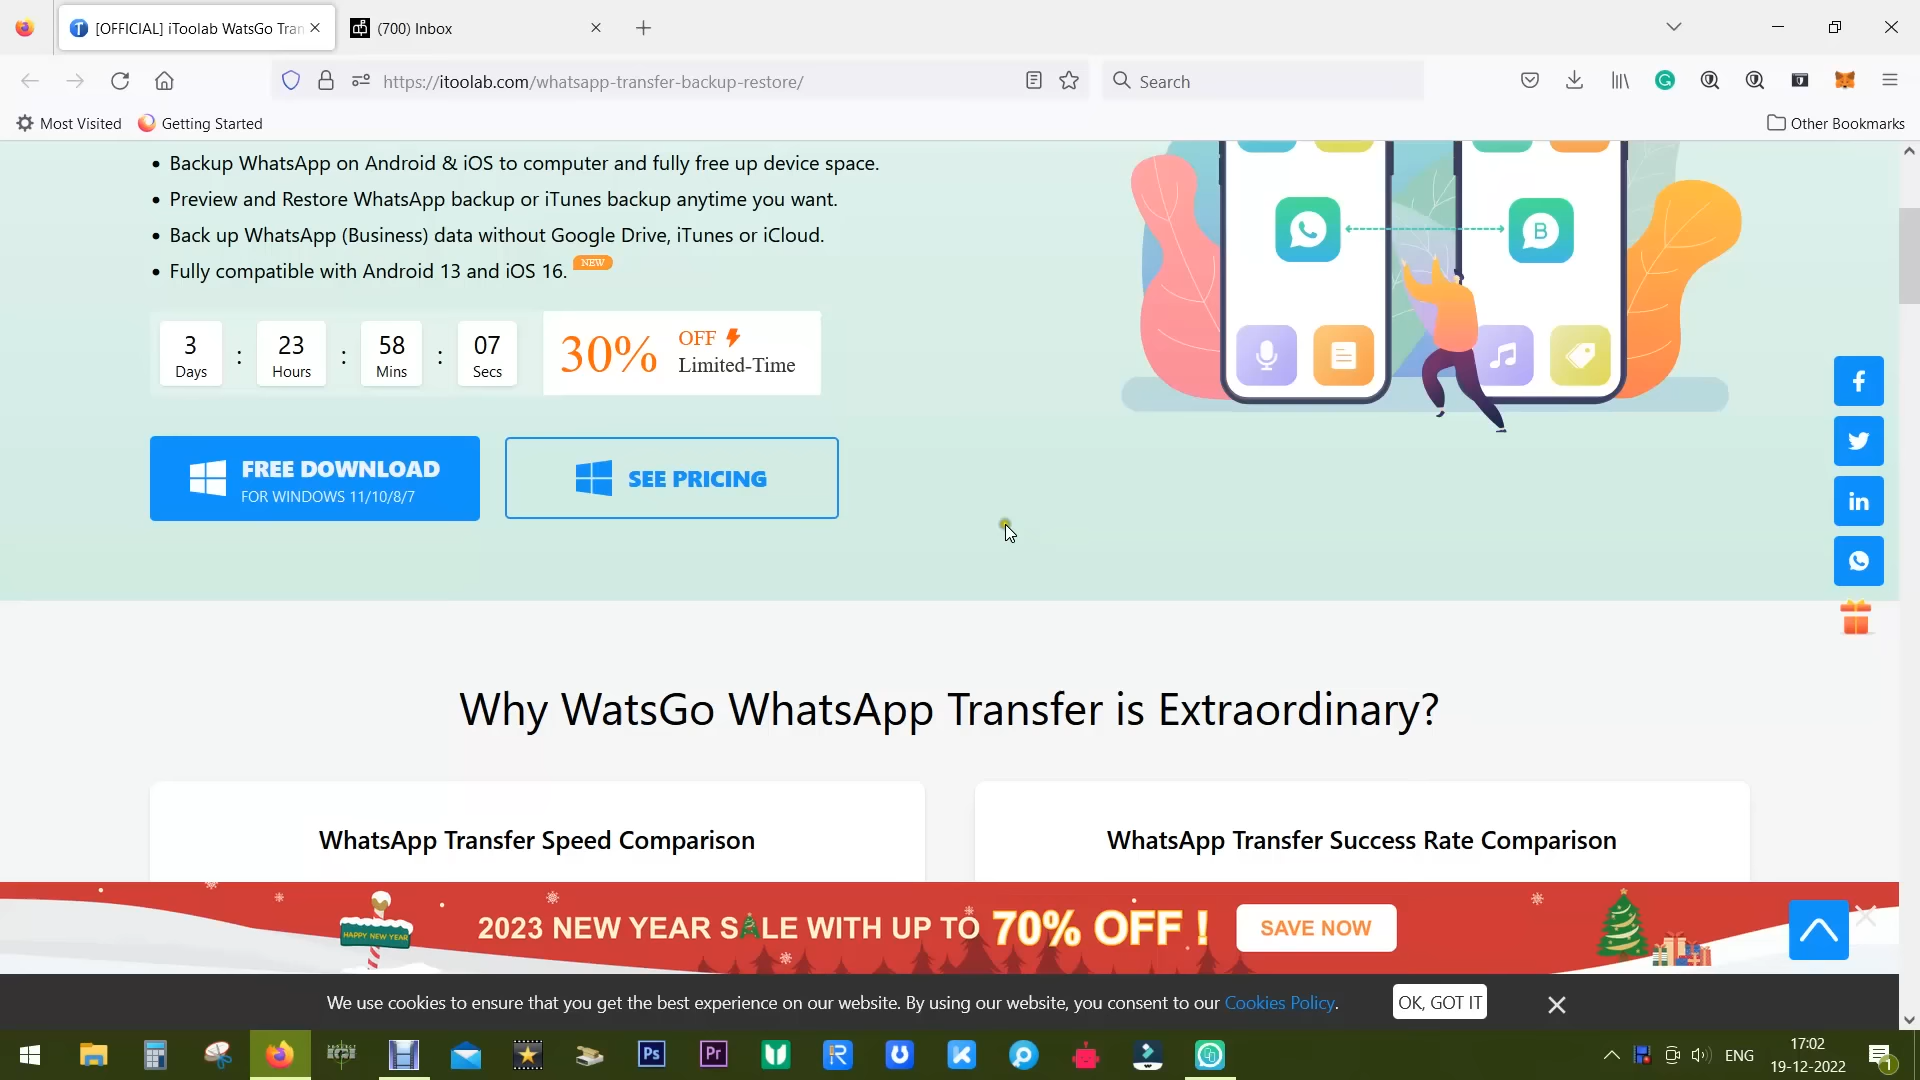 [OFFICIAL] iToolab WatsGo Tran
(700) Inbox
https://itoolab.com/whatsapp-transfer-backup-restore/
Search
Most Visited
Getting Started
Other Bookmarks
• Backup WhatsApp on Android & iOS to computer and fully free up device space.
• Preview and Restore WhatsApp backup or iTunes backup anytime you want.
• Back up WhatsApp (Business) data without Google Drive, iTunes or iCloud.
• Fully compatible with Android 13 and iOS 16. NEW
3 : 23 : 58 : 07
Days Hours Mins Secs
30% OFF
Limited-Time
FREE DOWNLOAD
FOR WINDOWS 11/10/8/7
SEE PRICING
B
Why WatsGo WhatsApp Transfer is Extraordinary?
WhatsApp Transfer Speed Comparison
WhatsApp Transfer Success Rate Comparison
HAPPY NEW YEAR
2023 NEW YEAR SALE WITH UP TO 70% OFF !
SAVE NOW
We use cookies to ensure that you get the best experience on our website. By using our website, you consent to our Cookies Policy.
OK, GOT IT
Ps
Pr
ENG
17:02
19-12-2022
1